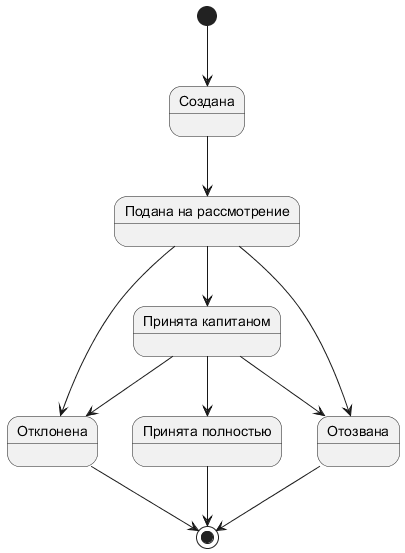 Создана
Подана на рассмотрение
Принята капитаном
Отклонена
Принята полностью
Отозвана